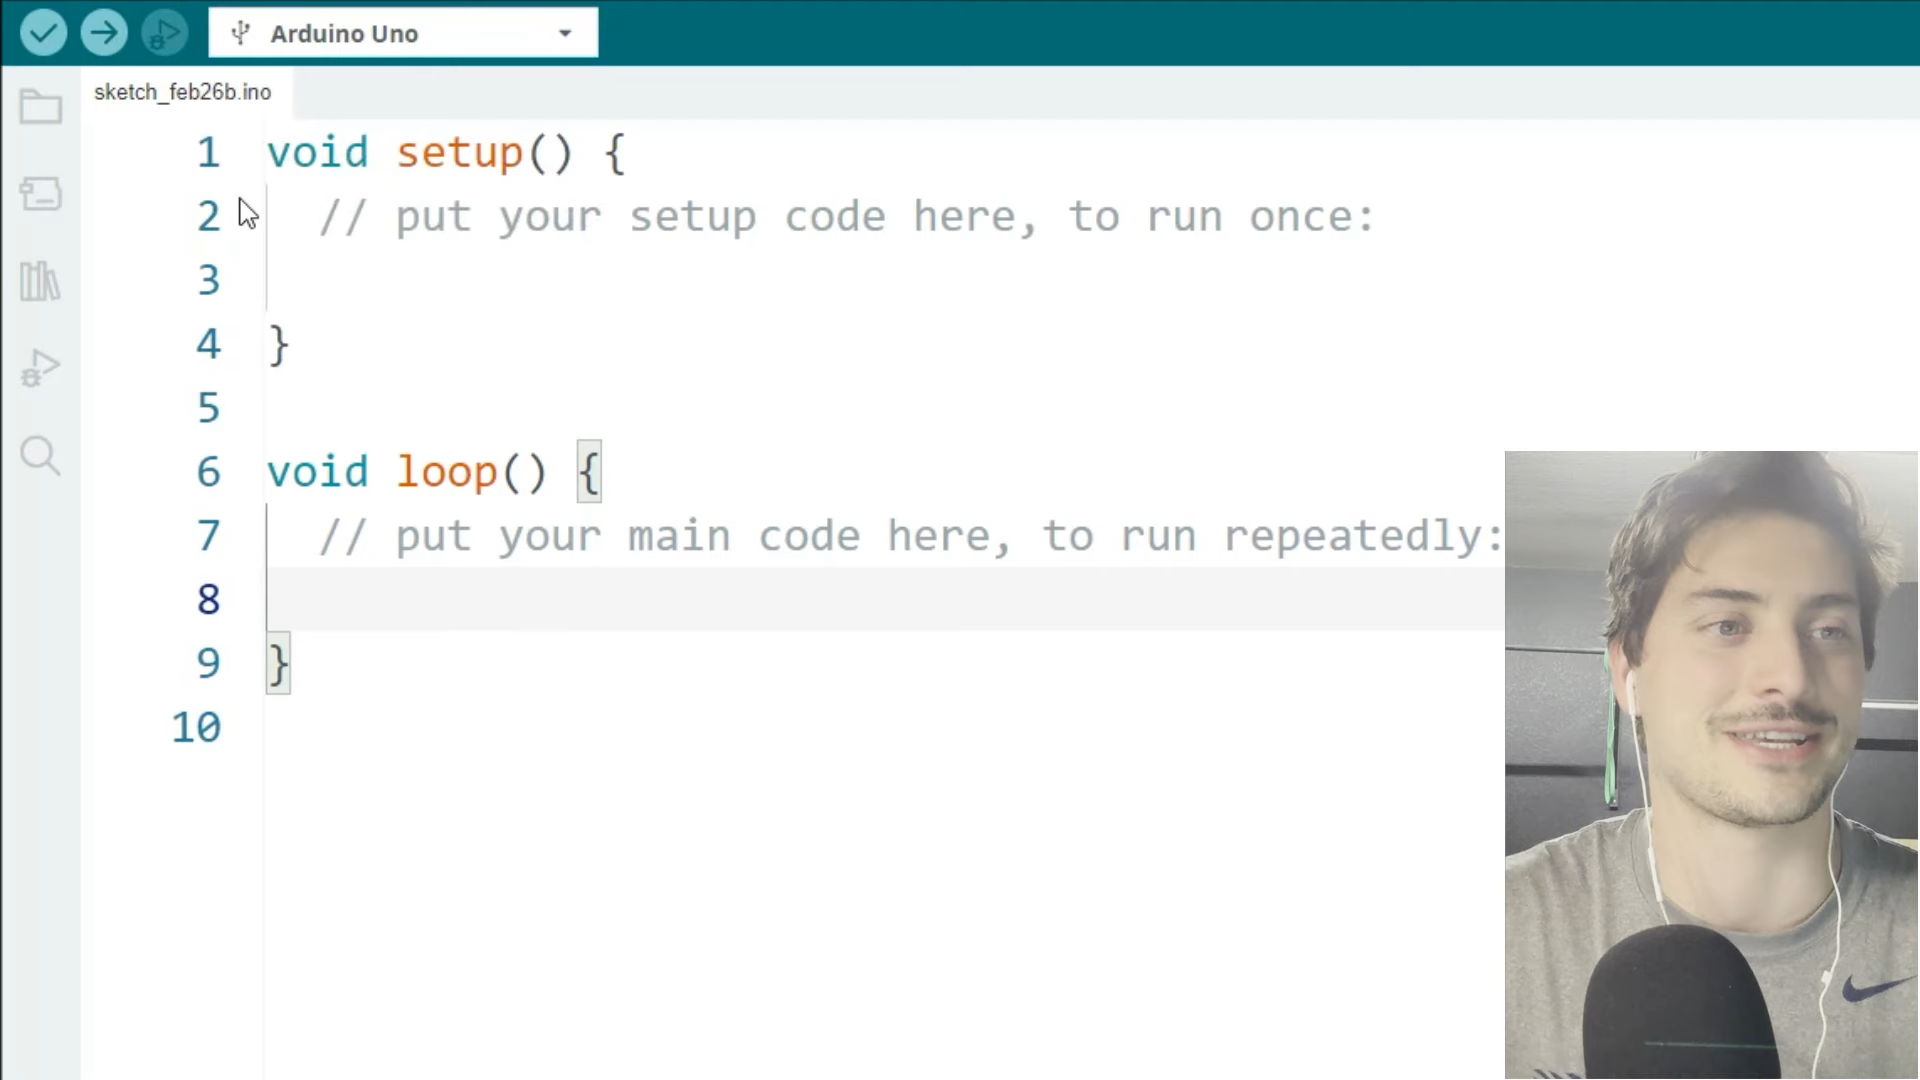 Arduino Uno
sketch_feb26b.ino
1 void setup() {
2 // put your setup code here, to run once:
3
4 }
5
6 void loop() {
7 // put your main code here, to run repeatedly:
8
9 }
10